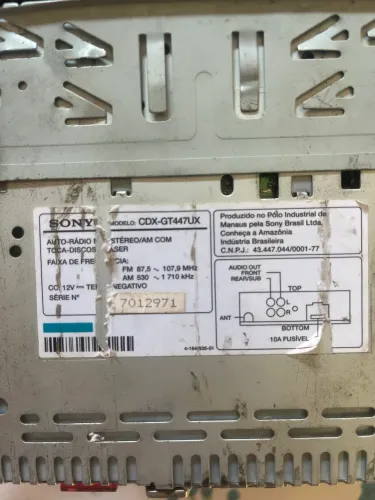 SONY MODELO: CDX-GT447UX
AUTO-RÁDIO ESTÉREO/AM COM
TOCA-DISCOS LASER
FAIXA DE FREQUÊNCIA:
FM 87,5 ~ 107,9 MHz
AM 530 ~ 1 710 kHz
CC 12V NEGATIVO
SÉRIE Nº 7012971
Produzido no Pólo Industrial de
Manaus pela Sony Brasil Ltda.
Conheça a Amazônia
Indústria Brasileira
C.N.P.J.: 43.447.044/0001-77
AUDIO OUT
FRONT
REAR/SUB
TOP
L
R
ANT
BOTTOM
10A FUSÍVEL